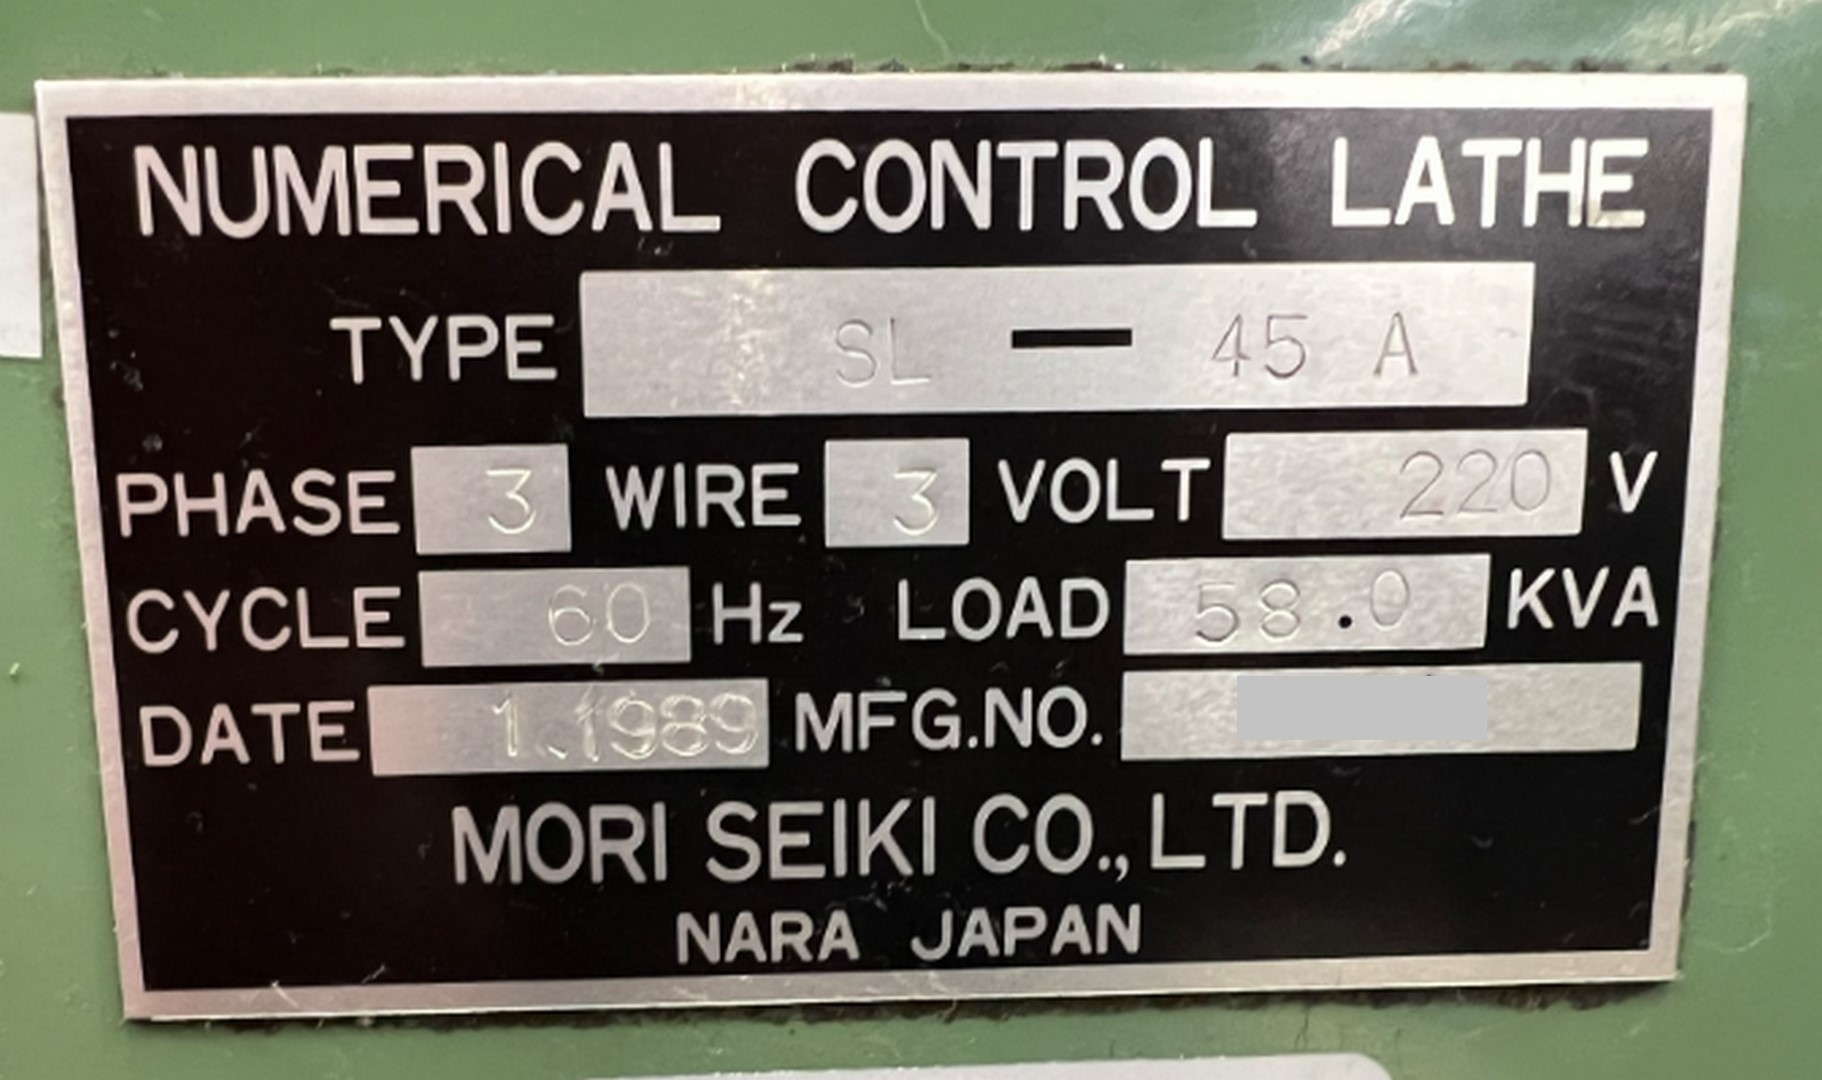 NUMERICAL CONTROL LATHE
TYPE SL — 45 A
PHASE 3 WIRE 3 VOLT 220 V
CYCLE 60 Hz LOAD 58.0 KVA
DATE 1.1989 MFG.NO.
MORI SEIKI CO., LTD.
NARA JAPAN